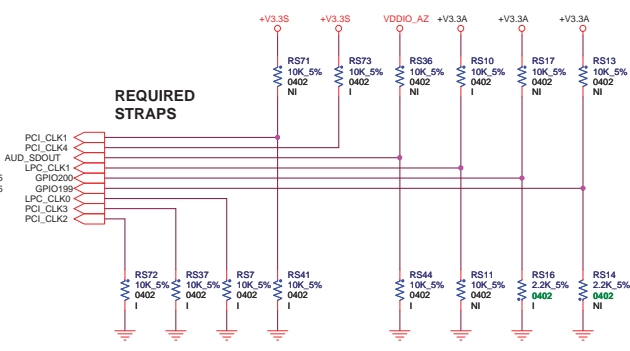 +V3.3S +V3.3S VDDIO_AZ +V3.3A +V3.3A +V3.3A
RS71 RS73 RS36 RS10 RS17 RS13
10K_5% 10K_5% 10K_5% 10K_5% 10K_5% 10K_5%
0402 0402 0402 0402 0402 0402
NI I NI I NI NI
REQUIRED
STRAPS
PCI_CLK1
PCI_CLK4
AUD_SDOUT
LPC_CLK1
5 GPIO200
5 GPIO199
LPC_CLK0
PCI_CLK3
PCI_CLK2
RS72 RS37 RS7 RS41 RS44 RS11 RS16 RS14
10K_5% 10K_5% 10K_5% 10K_5% 10K_5% 10K_5% 2.2K_5% 2.2K_5%
0402 0402 0402 0402 0402 0402 0402 0402
I I I I I NI I NI